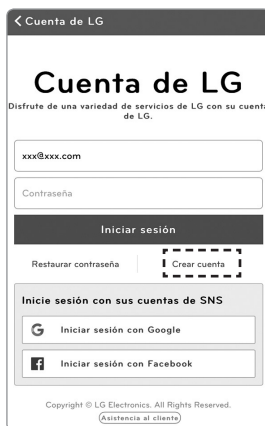 Cuenta de LG
Cuenta de LG
Disfrute de una variedad de servicios de LG con su cuenta
de LG.
xxx@xxx.com
Contraseña
Iniciar sesión
Restaurar contraseña
Crear cuenta
Inicie sesión con sus cuentas de SNS
G Iniciar sesión con Google
f Iniciar sesión con Facebook
Copyright © LG Electronics. All Rights Reserved.
Asistencia al cliente